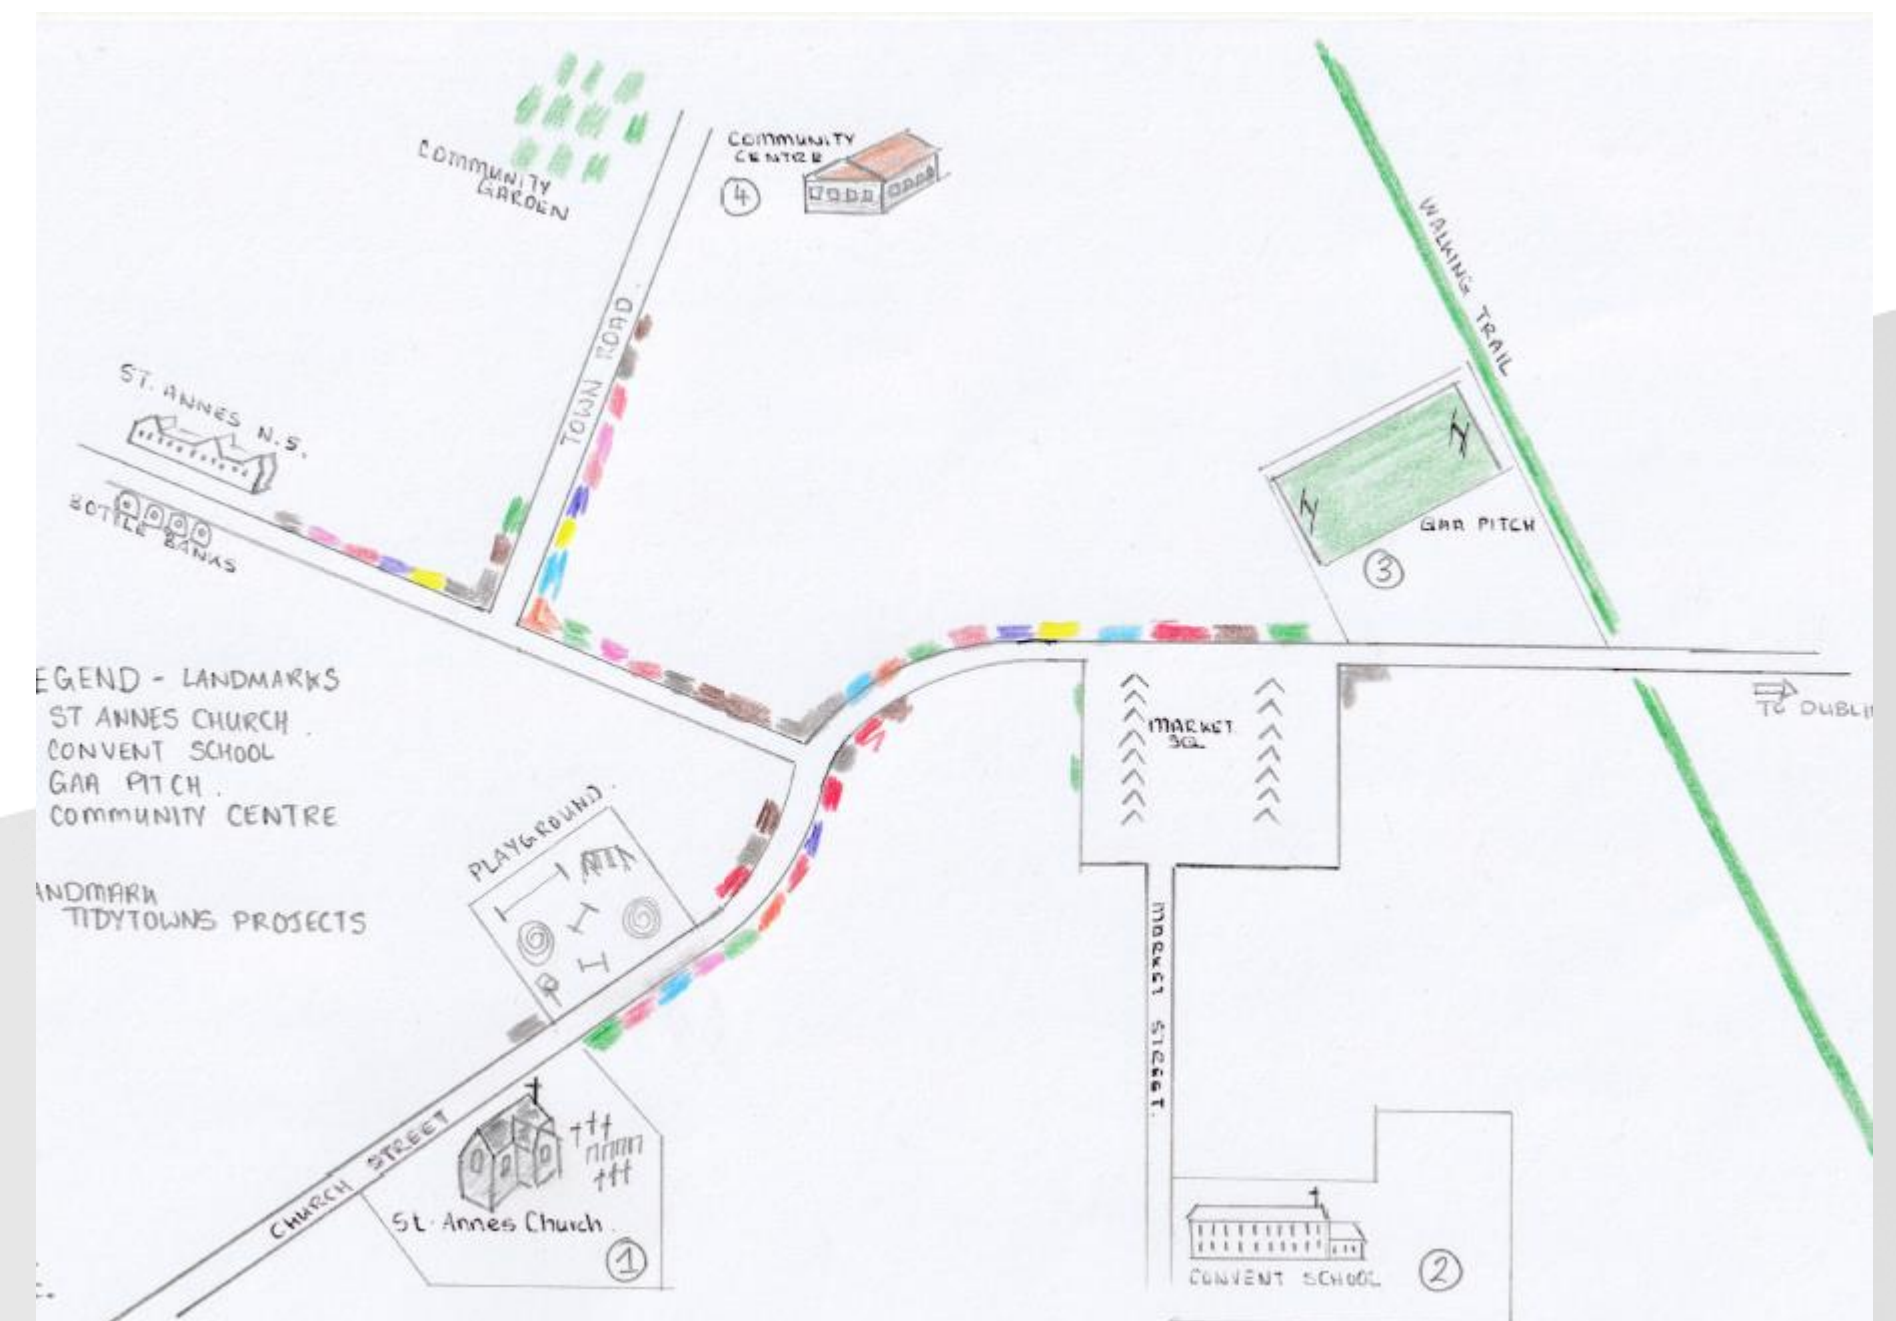 COMMUNITY
GARDEN
COMMUNITY
CENTRE
4
WALKING TRAIL
TOWN ROAD.
ST. ANNES N.S.
BOTTLE BANKS
GAA PITCH
3
EGEND - LANDMARKS
ST ANNES CHURCH.
CONVENT SCHOOL
GAA PITCH.
COMMUNITY CENTRE
MARKET
SQ.
TO DUBLI
PLAYGROUND.
ANDMARK
TIDYTOWNS PROJECTS
MARKET STREET.
CHURCH STREET
St. Annes Church.
1
CONVENT SCHOOL
2